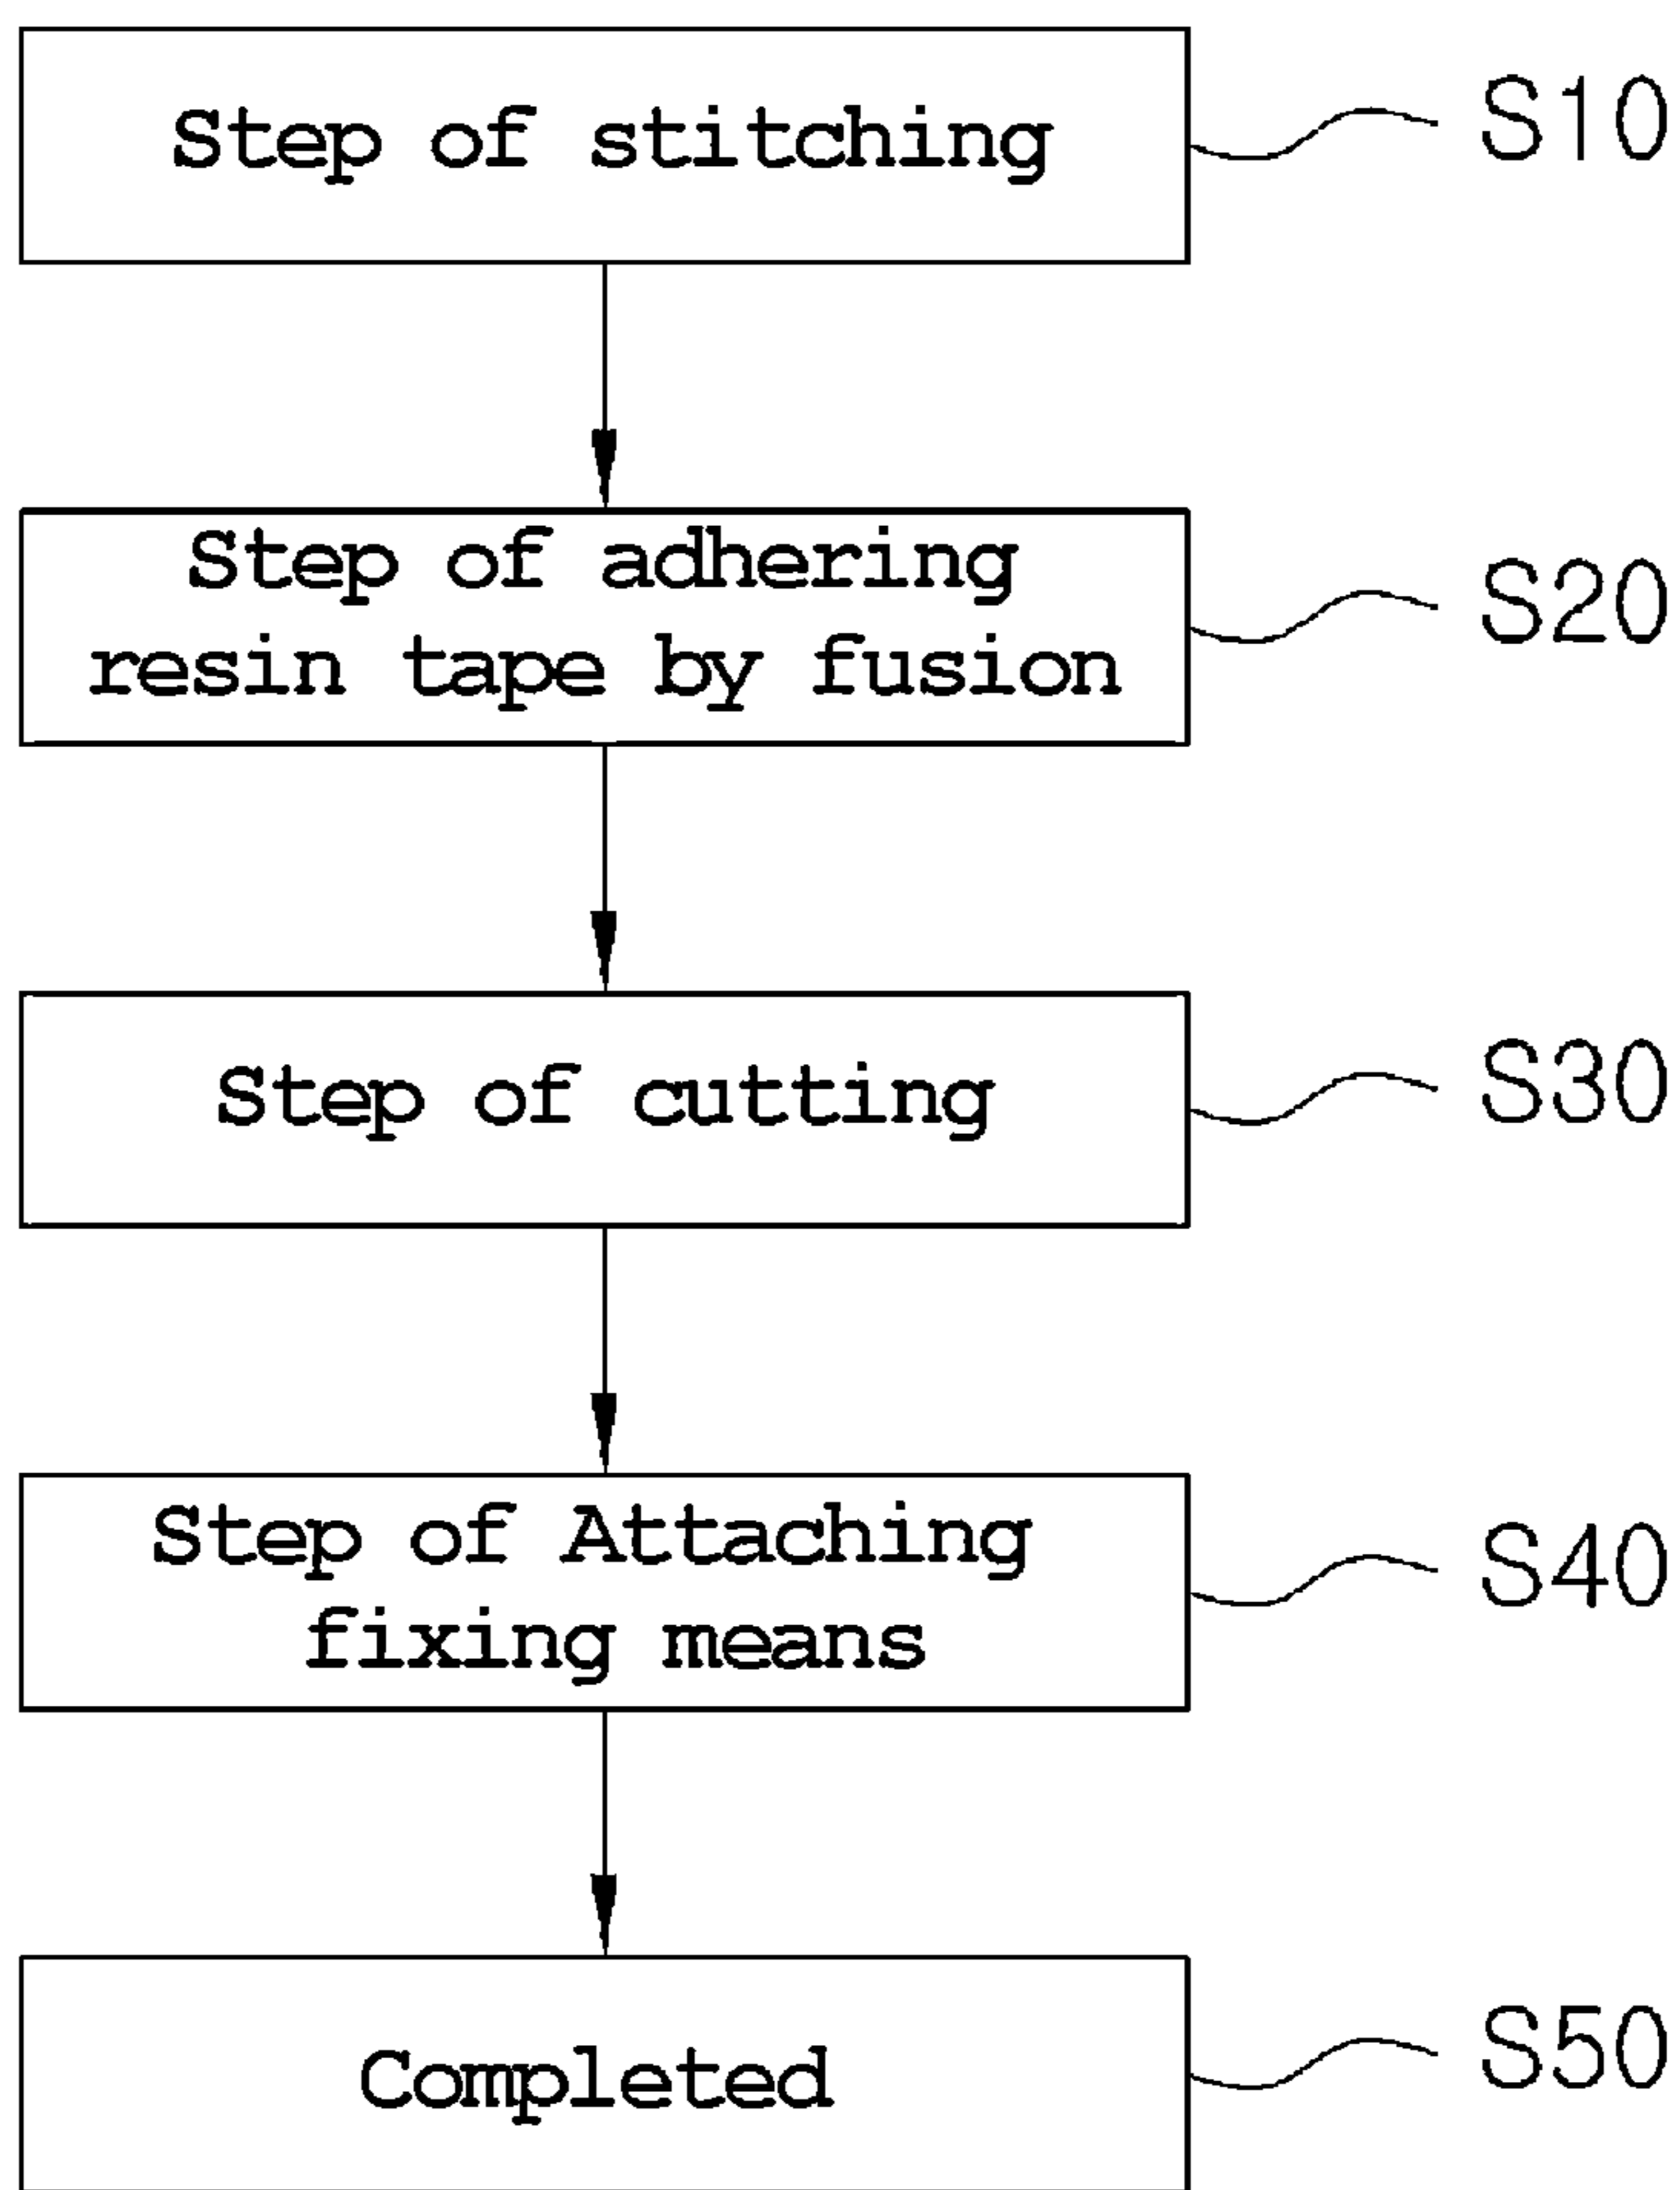 Step of stitching
S10
Step of adhering
resin tape by fusion
S20
Step of cutting
S30
Step of Attaching
fixing means
S40
Completed
S50